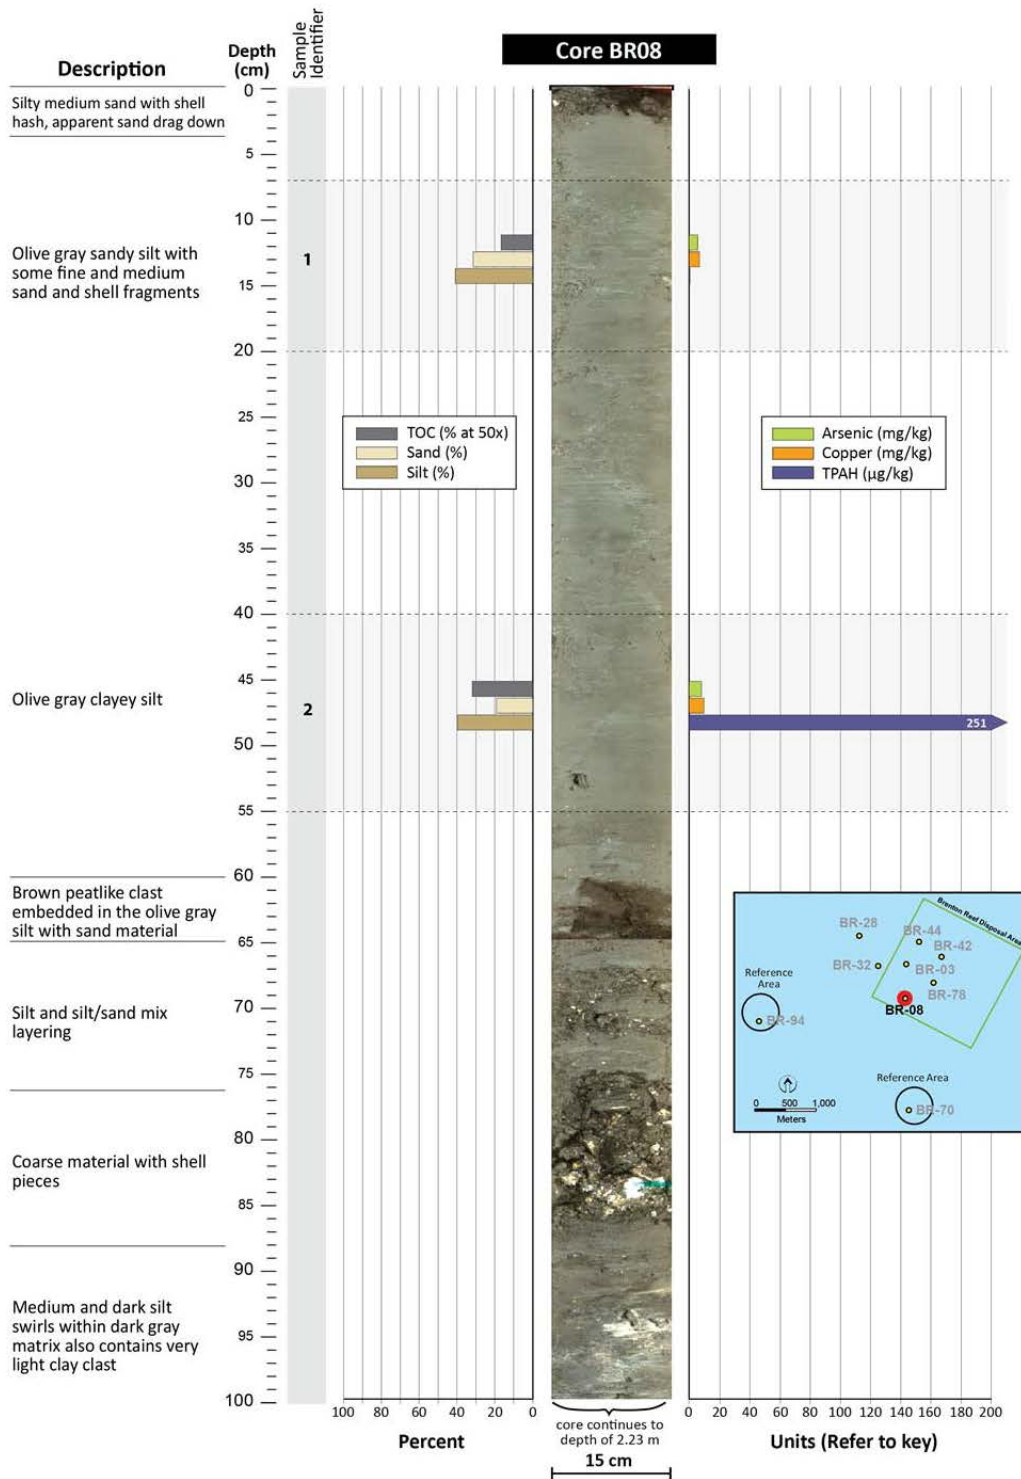 Core BR08
Description
Depth
(cm)
Sample
Identifier
Silty medium sand with shell
hash, apparent sand drag down
Olive gray sandy silt with
some fine and medium
sand and shell fragments
Olive gray clayey silt
Brown peatlike clast
embedded in the olive gray
silt with sand material
Silt and silt/sand mix
layering
Coarse material with shell
pieces
Medium and dark silt
swirls within dark gray
matrix also contains very
light clay clast
0
5
10
15
20
25
30
35
40
45
50
55
60
65
70
75
80
85
90
95
100
1
2
TOC (% at 50x)
Sand (%)
Silt (%)
Arsenic (mg/kg)
Copper (mg/kg)
TPAH (µg/kg)
251
Brenton Reef Disposal Area
BR-28
BR-44
BR-42
BR-32
BR-03
BR-78
Reference
Area
BR-08
BR-94
Reference Area
BR-70
0 500 1,000
Meters
100 80 60 40 20 0
Percent
core continues to
depth of 2.23 m
15 cm
0 20 40 60 80 100 120 140 160 180 200
Units (Refer to key)